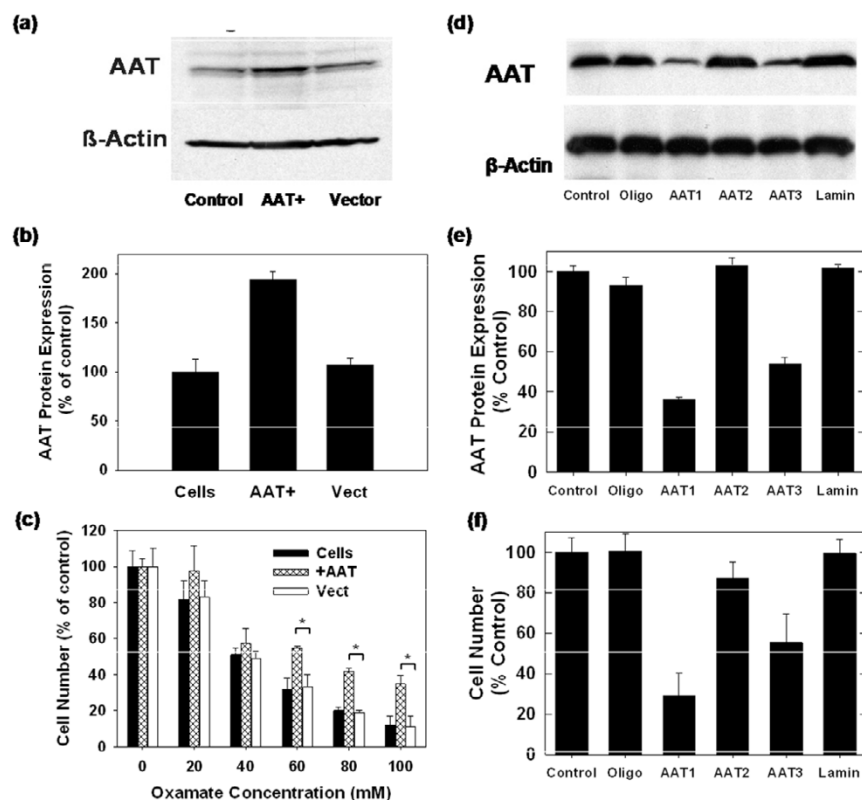 (a)
AAT
ß-Actin
Control AAT+ Vector
(b)
AAT Protein Expression
(% of control)
200
150
100
50
0
Cells AAT+ Vect
(c)
Cell Number (% of control)
120
100
80
60
40
20
0
Cells
+AAT
Vect
* * *
0 20 40 60 80 100
Oxamate Concentration (mM)
(d)
AAT
β-Actin
Control Oligo AAT1 AAT2 AAT3 Lamin
(e)
AAT Protein Expression
(% Control)
100
80
60
40
20
0
Control Oligo AAT1 AAT2 AAT3 Lamin
(f)
Cell Number
(% Control)
100
80
60
40
20
0
Control Oligo AAT1 AAT2 AAT3 Lamin